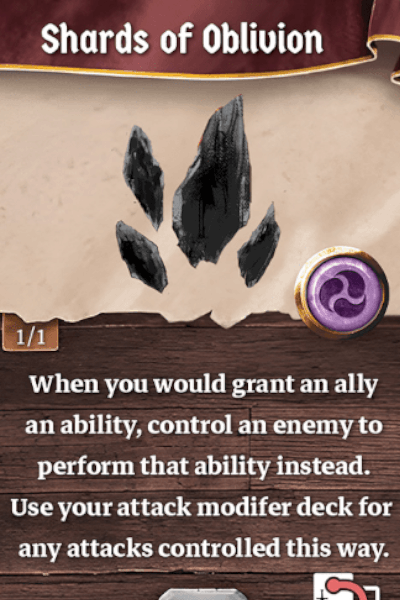 Shards of Oblivion
1/1
When you would grant an ally
an ability, control an enemy to
perform that ability instead.
Use your attack modifer deck for
any attacks controlled this way.